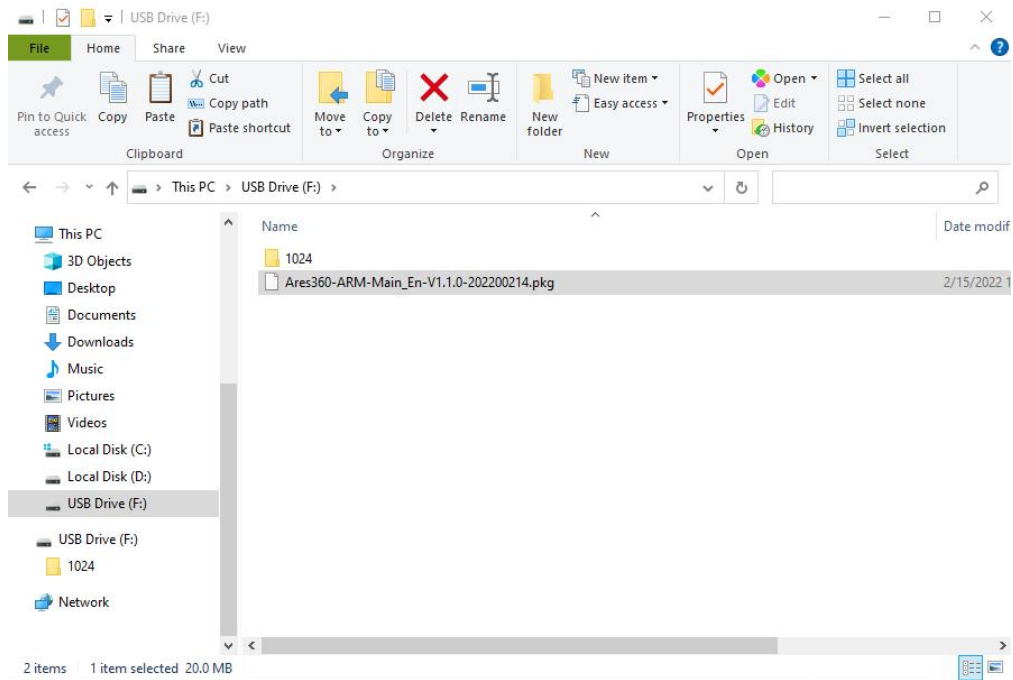 USB Drive (F:)
File Home Share View
Pin to Quick access
Copy
Paste
Cut
Copy path
Paste shortcut
Clipboard
Move to
Copy to
Delete
Rename
Organize
New folder
New item
Easy access
New
Properties
Open
Edit
History
Open
Select all
Select none
Invert selection
Select
This PC > USB Drive (F:) >
This PC
3D Objects
Desktop
Documents
Downloads
Music
Pictures
Videos
Local Disk (C:)
Local Disk (D:)
USB Drive (F:)
USB Drive (F:)
1024
Network
Name Date modif
1024
Ares360-ARM-Main_En-V1.1.0-202200214.pkg 2/15/2022 1
2 items 1 item selected 20.0 MB